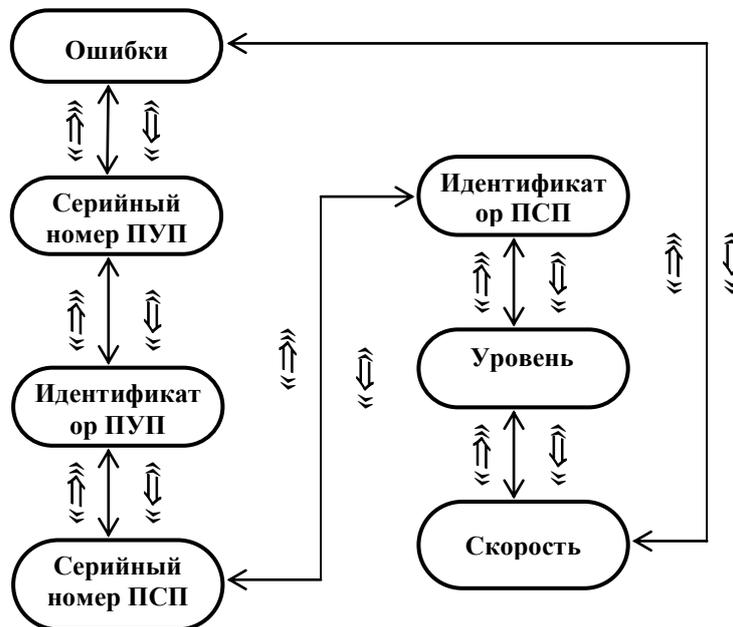 Ошибки
Серийный
номер ПУП
Идентификат
ор ПУП
Серийный
номер ПСП
Идентификат
ор ПСП
Уровень
Скорость